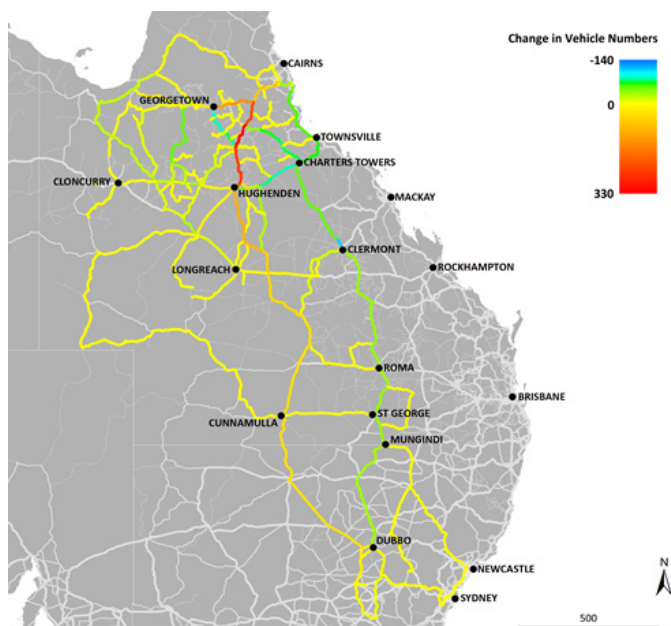 Change in Vehicle Numbers
-140
0
330
CAIRNS
GEORGETOWN
TOWNSVILLE
CHARTERS TOWERS
CLONCURRY
HUGHENDEN
MACKAY
CLERMONT
LONGREACH
ROCKHAMPTON
ROMA
BRISBANE
CUNNAMULLA
ST GEORGE
MUNGINDI
DUBBO
NEWCASTLE
N
SYDNEY
500